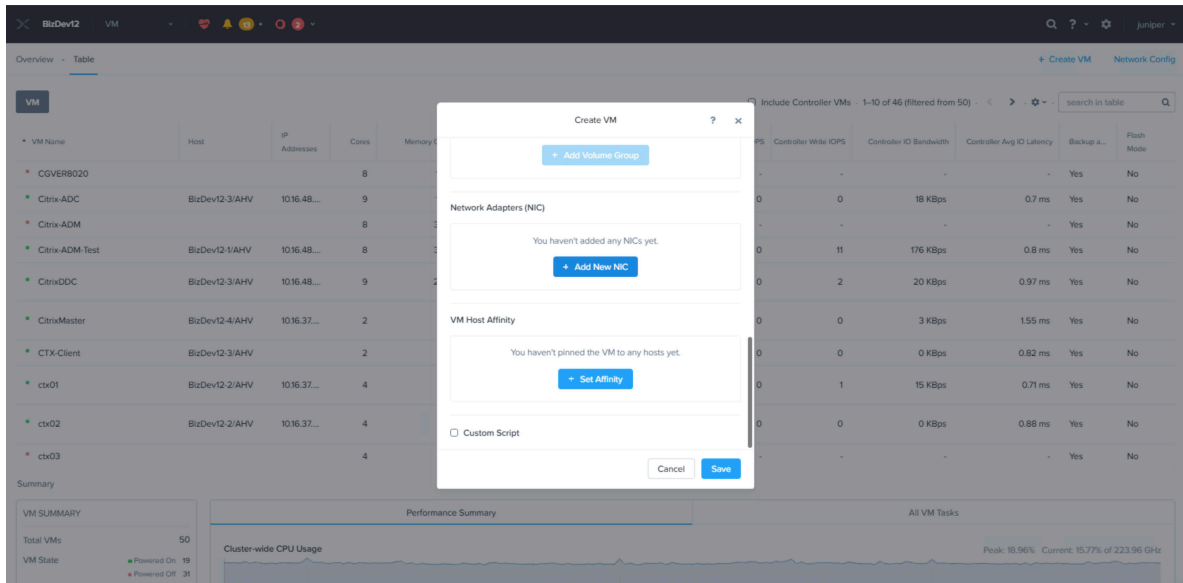 BizDev12 VM 13 2 ? juniper
Overview · Table + Create VM Network Config
VM Include Controller VMs · 1–10 of 46 (filtered from 50) · search in table
VM Name Host IP Addresses Cores Memory C PS Controller Write IOPS Controller IO Bandwidth Controller Avg IO Latency Backup a... Flash Mode
CGVER8020 8 - - - - Yes No
Citrix-ADC BizDev12-3/AHV 10.16.48.... 9 0 0 18 KBps 0.7 ms Yes No
Citrix-ADM 8 3 - - - - Yes No
Citrix-ADM-Test BizDev12-1/AHV 10.16.48.... 8 3 0 11 176 KBps 0.8 ms Yes No
CitrixDDC BizDev12-3/AHV 10.16.48.... 9 2 0 2 20 KBps 0.97 ms Yes No
CitrixMaster BizDev12-4/AHV 10.16.37.... 2 0 0 3 KBps 1.55 ms Yes No
CTX-Client BizDev12-3/AHV 2 0 0 0 KBps 0.82 ms Yes No
ctx01 BizDev12-2/AHV 10.16.37.... 4 0 1 15 KBps 0.71 ms Yes No
ctx02 BizDev12-2/AHV 10.16.37.... 4 0 0 0 KBps 0.88 ms Yes No
ctx03 4 - - - - Yes No
Create VM ? ×
+ Add Volume Group
Network Adapters (NIC)
You haven't added any NICs yet.
+ Add New NIC
VM Host Affinity
You haven't pinned the VM to any hosts yet.
+ Set Affinity
Custom Script
Cancel Save
Summary
VM SUMMARY Performance Summary All VM Tasks
Total VMs 50
Cluster-wide CPU Usage Peak: 18.96% Current: 15.77% of 223.96 GHz
VM State Powered On 19
Powered Off 31